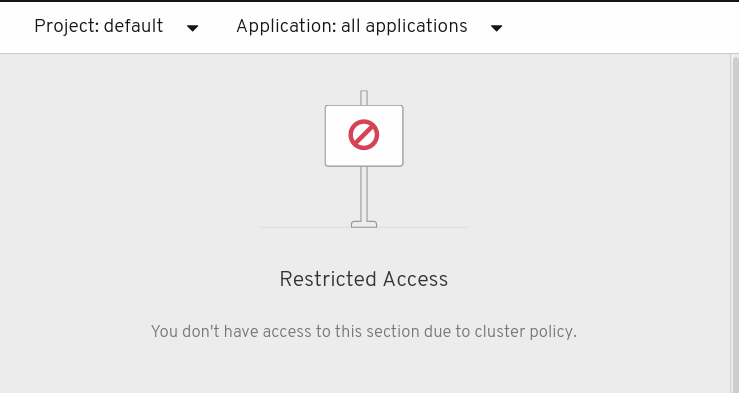 Project: default Application: all applications
Restricted Access
You don't have access to this section due to cluster policy.